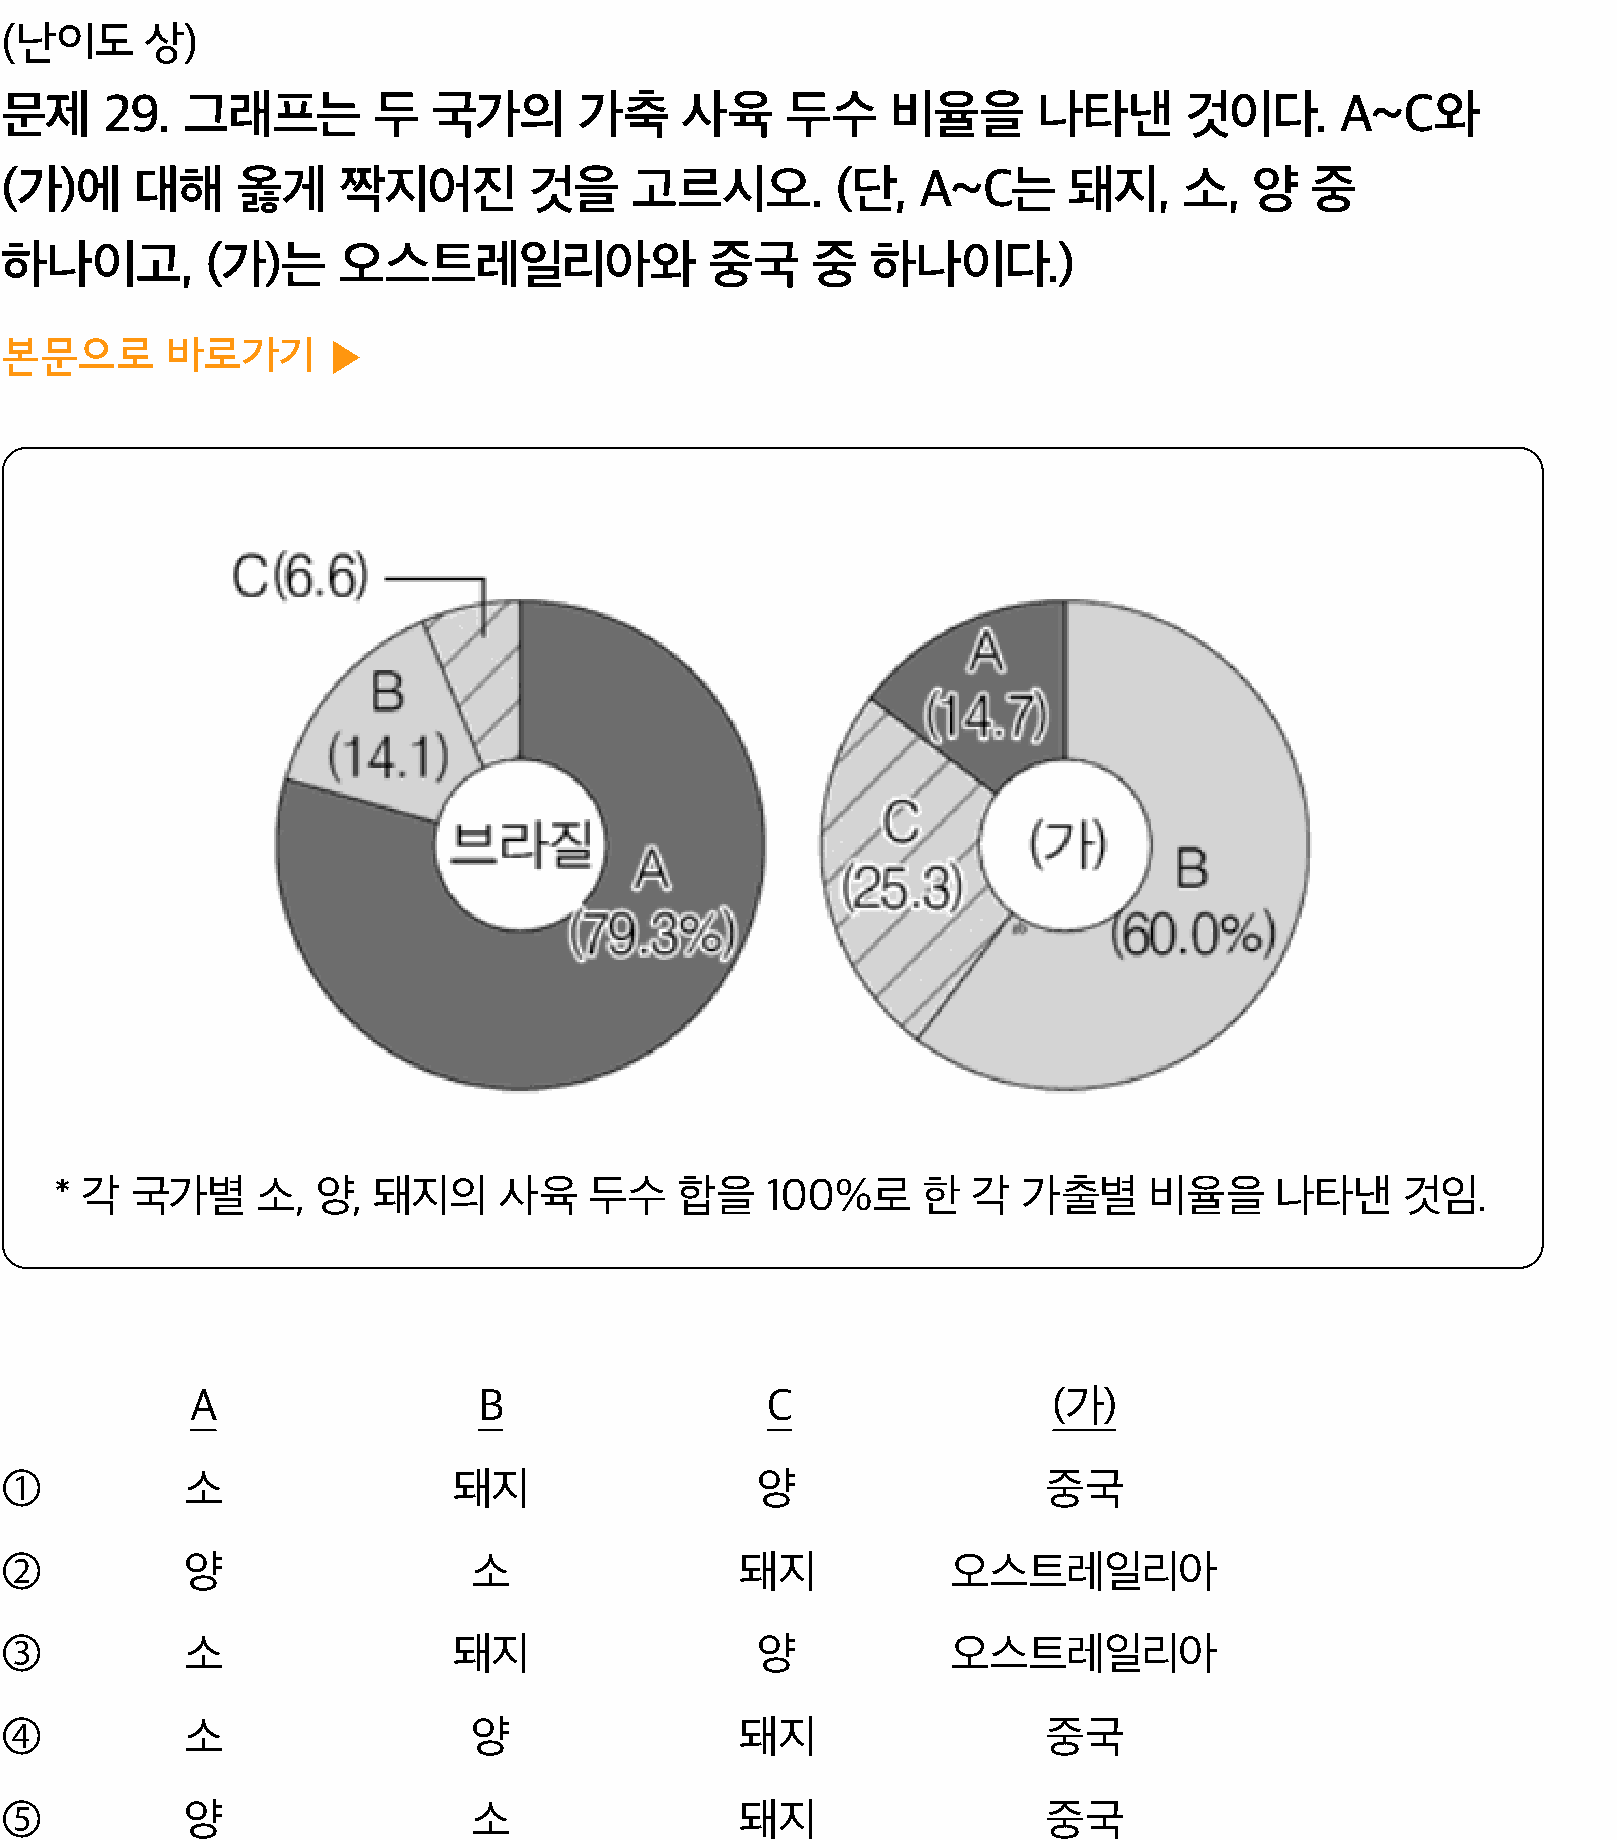 (난이도 상)
문제 29. 그래프는 두 국가의 가축 사육 두수 비율을 나타낸 것이다. A~C와
(가)에 대해 옳게 짝지어진 것을 고르시오. (단, A~C는 돼지, 소, 양 중
하나이고, (가)는 오스트레일리아와 중국 중 하나이다.)
본문으로 바로가기 ▶
C(6.6)
B
(14.1)
브라질
A
(79.3%)
A
(14.7)
C
(25.3)
(가)
B
(60.0%)
* 각 국가별 소, 양, 돼지의 사육 두수 합을 100%로 한 각 가출별 비율을 나타낸 것임.
A B C (가)
① 소 돼지 양 중국
② 양 소 돼지 오스트레일리아
③ 소 돼지 양 오스트레일리아
④ 소 양 돼지 중국
⑤ 양 소 돼지 중국